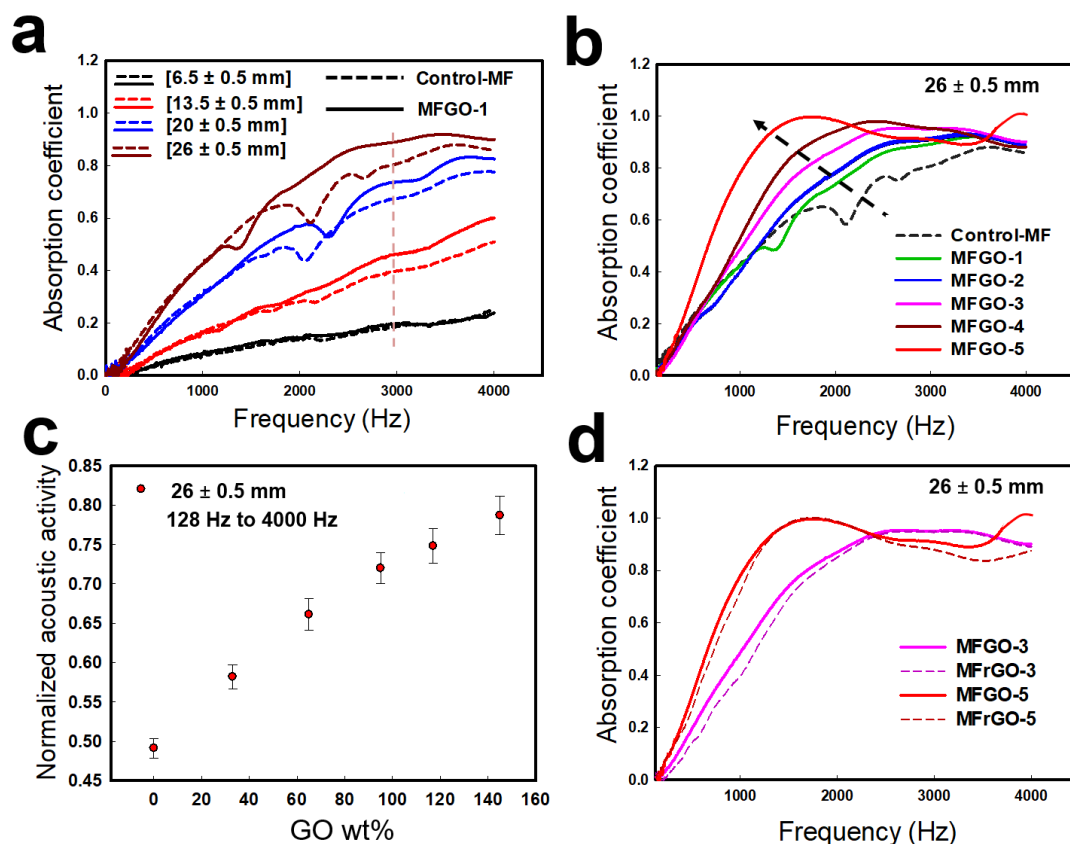 a
1.2
1.0
0.8
0.6
0.4
0.2
0.0
Absorption coefficient
[6.5 ± 0.5 mm]
[13.5 ± 0.5 mm]
[20 ± 0.5 mm]
[26 ± 0.5 mm]
Control-MF
MFGO-1
0
1000
2000
3000
4000
Frequency (Hz)
b
26 ± 0.5 mm
1.2
1.0
0.8
0.6
0.4
0.2
0.0
Absorption coefficient
Control-MF
MFGO-1
MFGO-2
MFGO-3
MFGO-4
MFGO-5
1000
2000
3000
4000
Frequency (Hz)
c
0.85
0.80
0.75
0.70
0.65
0.60
0.55
0.50
0.45
Normalized acoustic activity
26 ± 0.5 mm
128 Hz to 4000 Hz
0
20
40
60
80
100
120
140
160
GO wt%
d
26 ± 0.5 mm
1.2
1.0
0.8
0.6
0.4
0.2
0.0
Absorption coefficient
MFGO-3
MFrGO-3
MFGO-5
MFrGO-5
1000
2000
3000
4000
Frequency (Hz)